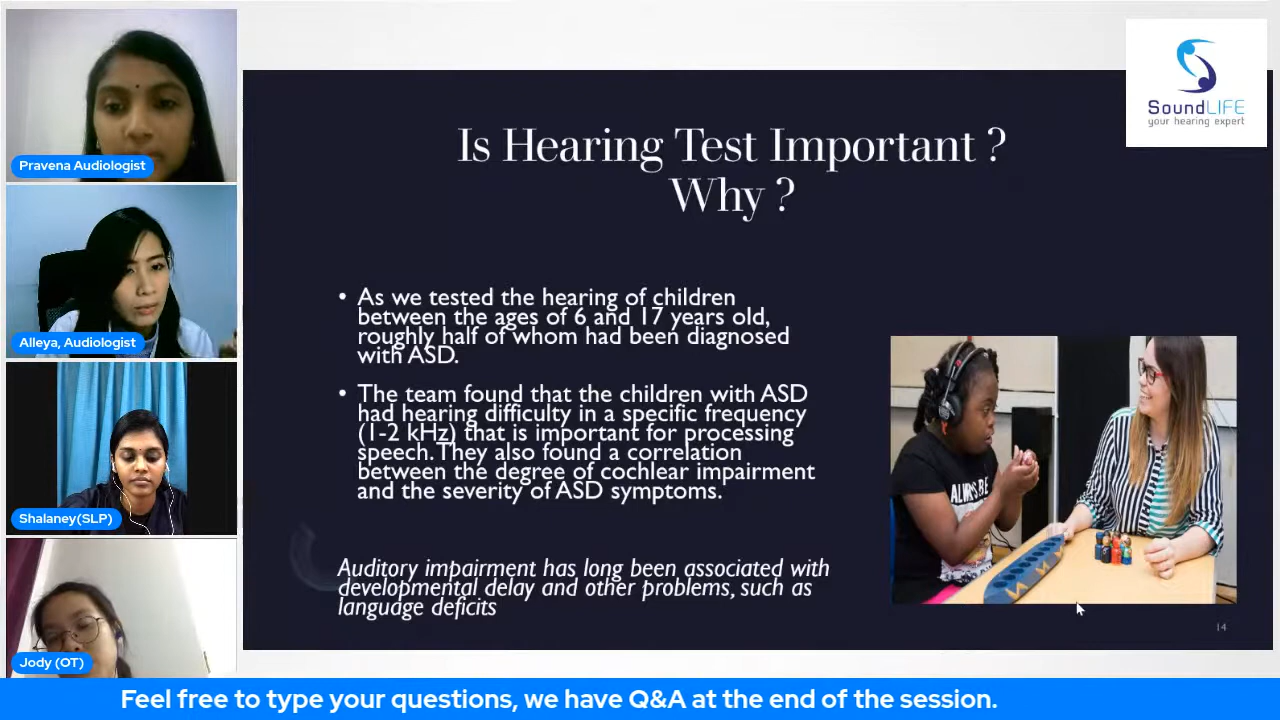 Pravena Audiologist
Alleya, Audiologist
Shalaney(SLP)
Jody (OT)
SoundLIFE
your hearing expert
Is Hearing Test Important ?
Why ?
• As we tested the hearing of children
between the ages of 6 and 17 years old,
roughly half of whom had been diagnosed
with ASD.
• The team found that the children with ASD
had hearing difficulty in a specific frequency
(1-2 kHz) that is important for processing
speech. They also found a correlation
between the degree of cochlear impairment
and the severity of ASD symptoms.
Auditory impairment has long been associated with
developmental delay and other problems, such as
language deficits
14
Feel free to type your questions, we have Q&A at the end of the session.